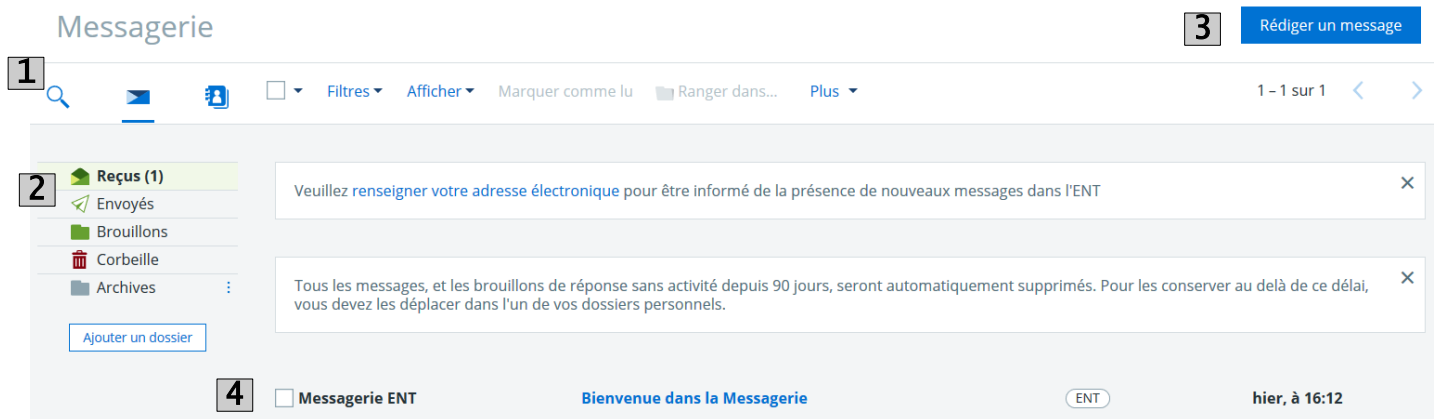 Messagerie
3
Rédiger un message
1
Filtres
Afficher
Marquer comme lu
Ranger dans...
Plus
1 – 1 sur 1
2
Reçus (1)
Envoyés
Brouillons
Corbeille
Archives
Ajouter un dossier
Veuillez renseigner votre adresse électronique pour être informé de la présence de nouveaux messages dans l'ENT
Tous les messages, et les brouillons de réponse sans activité depuis 90 jours, seront automatiquement supprimés. Pour les conserver au delà de ce délai,
vous devez les déplacer dans l'un de vos dossiers personnels.
4
Messagerie ENT
Bienvenue dans la Messagerie
ENT
hier, à 16:12